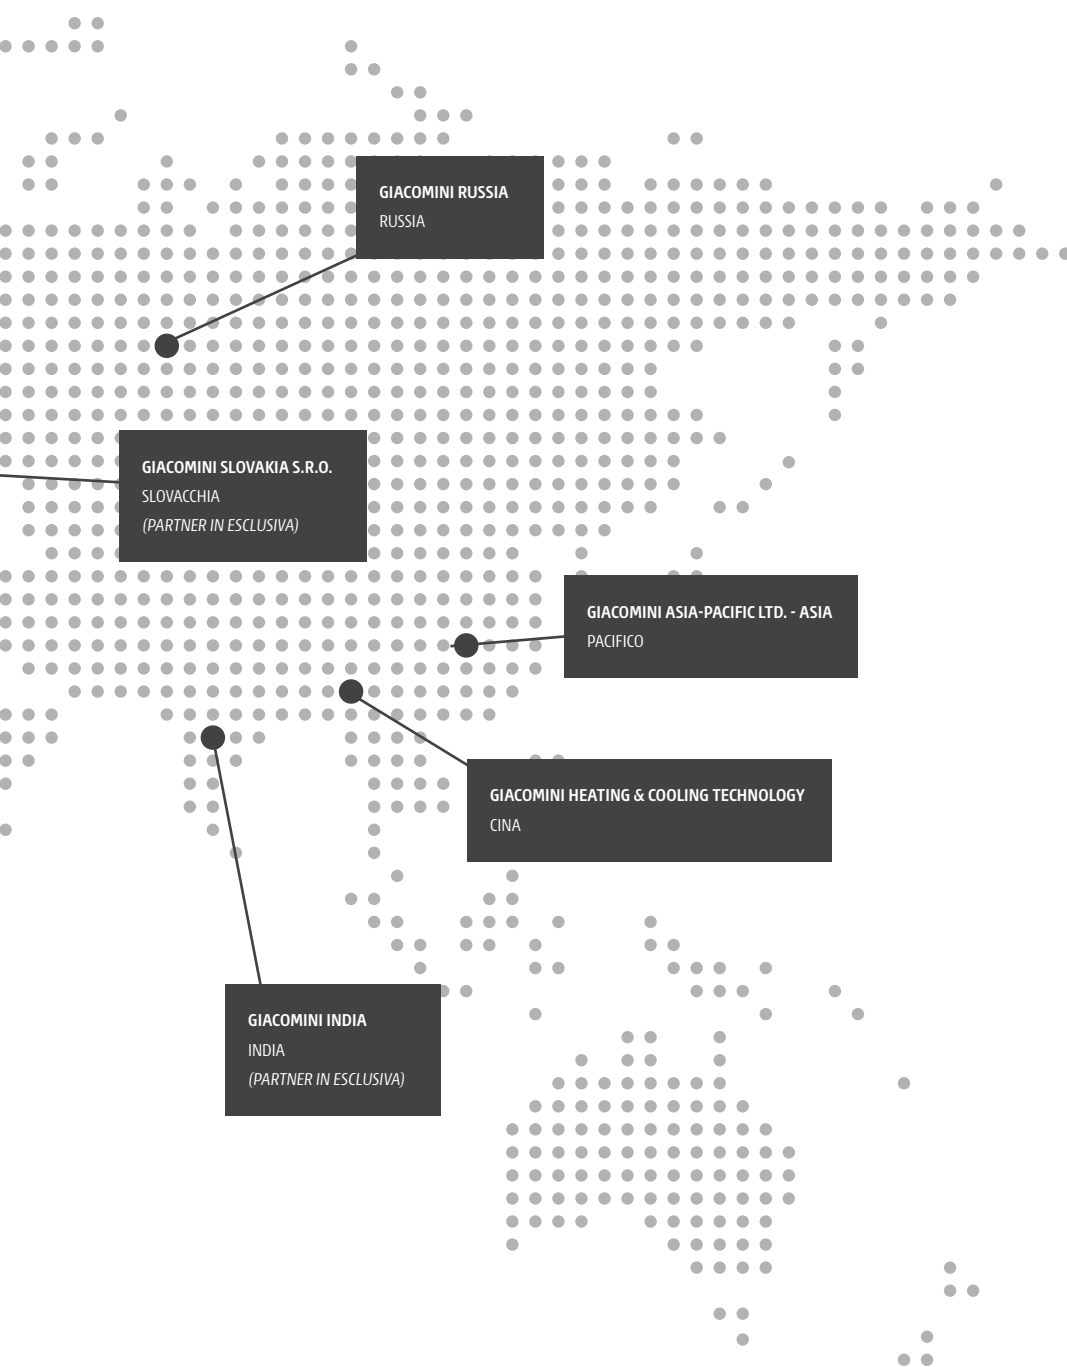 GIACOMINI RUSSIA
RUSSIA
GIACOMINI SLOVAKIA S.R.O.
SLOVACCHIA
(PARTNER IN ESCLUSIVA)
GIACOMINI ASIA-PACIFIC LTD. - ASIA
PACIFICO
GIACOMINI HEATING & COOLING TECHNOLOGY
CINA
GIACOMINI INDIA
INDIA
(PARTNER IN ESCLUSIVA)